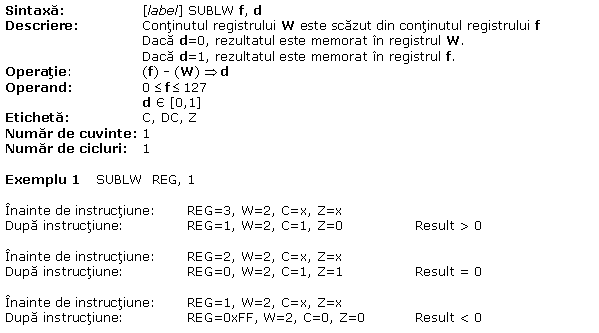 Sintaxă: [label] SUBLW f, d
Descriere: Conţinutul registrului W este scăzut din conţinutul registrului f
Dacă d=0, rezultatul este memorat în registrul W.
Dacă d=1, rezultatul este memorat în registrul f.
Operaţie: (f) - (W) ⇒ d
Operand: 0 ≤ f ≤ 127
d Є [0,1]
Etichetă: C, DC, Z
Număr de cuvinte: 1
Număr de cicluri: 1
Exemplu 1 SUBLW REG, 1
Înainte de instrucţiune: REG=3, W=2, C=x, Z=x
După instrucţiune: REG=1, W=2, C=1, Z=0 Result > 0
Înainte de instrucţiune: REG=2, W=2, C=x, Z=x
După instrucţiune: REG=0, W=2, C=1, Z=1 Result = 0
Înainte de instrucţiune: REG=1, W=2, C=x, Z=x
După instrucţiune: REG=0xFF, W=2, C=0, Z=0 Result < 0